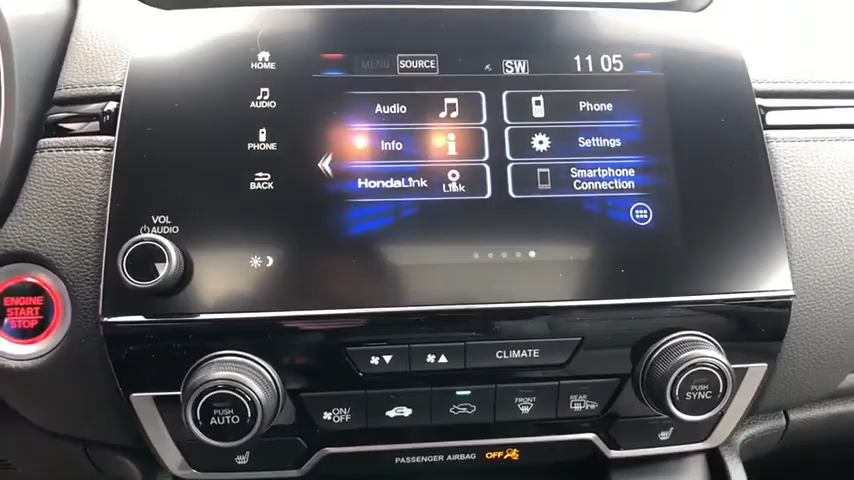 HOME
MENU
SOURCE
SW
11 05
AUDIO
Audio
Phone
PHONE
Info
Settings
BACK
HondaLink
Link
Smartphone
Connection
VOL
AUDIO
ENGINE
START
STOP
CLIMATE
PUSH
AUTO
ON/
OFF
FRONT
REAR
PUSH
SYNC
PASSENGER AIRBAG
OFF